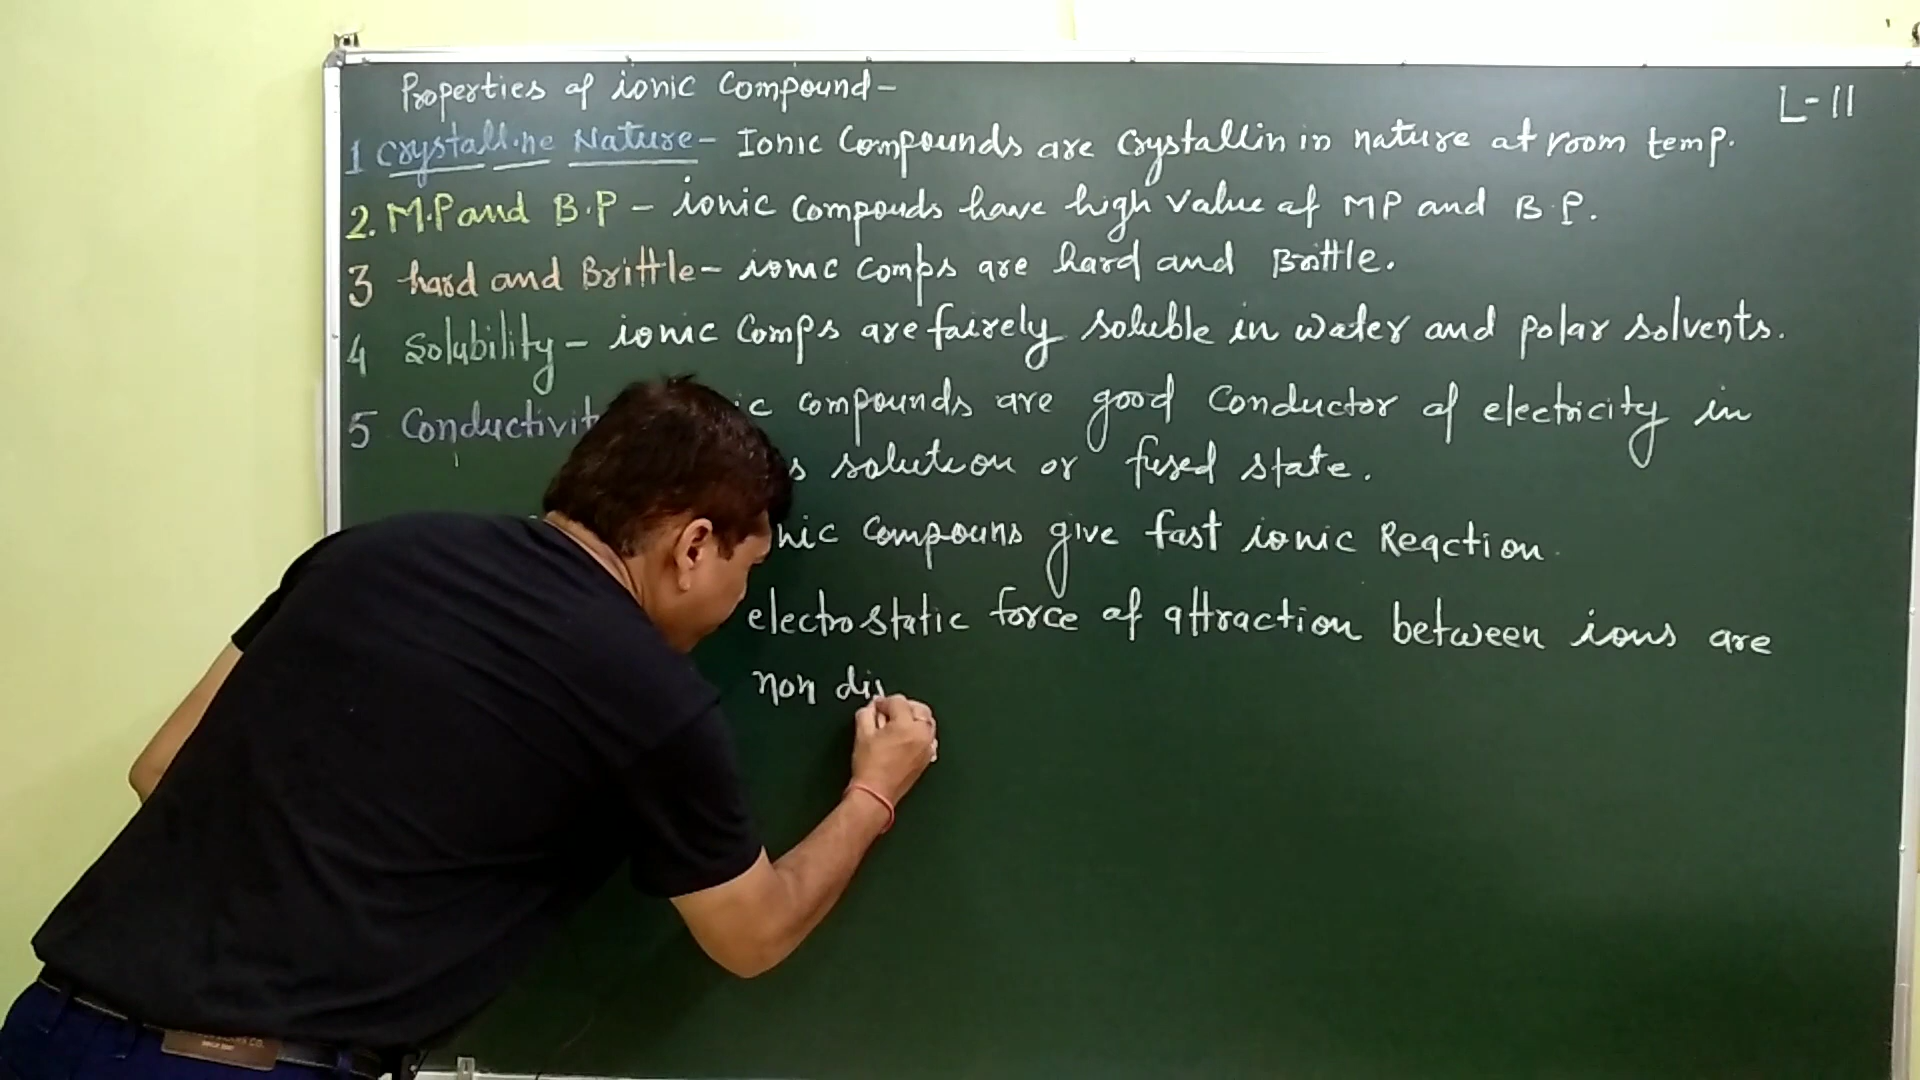 Properties of ionic Compound-
L-11
1 Crystalline Nature- Ionic Compounds are Crystallin in nature at room temp.
2. M.P and B.P - ionic compouds have high value of MP and B.P.
3 hard and Brittle- ionic comps are hard and Brittle.
4 Solubility - ionic comps are fairely soluble in water and polar solvents.
5 Conductivit compounds are good Conductor of electricity in
solution or fused state.
compouns give fast ionic Reaction.
electrostatic force of attraction between ions are
non dis